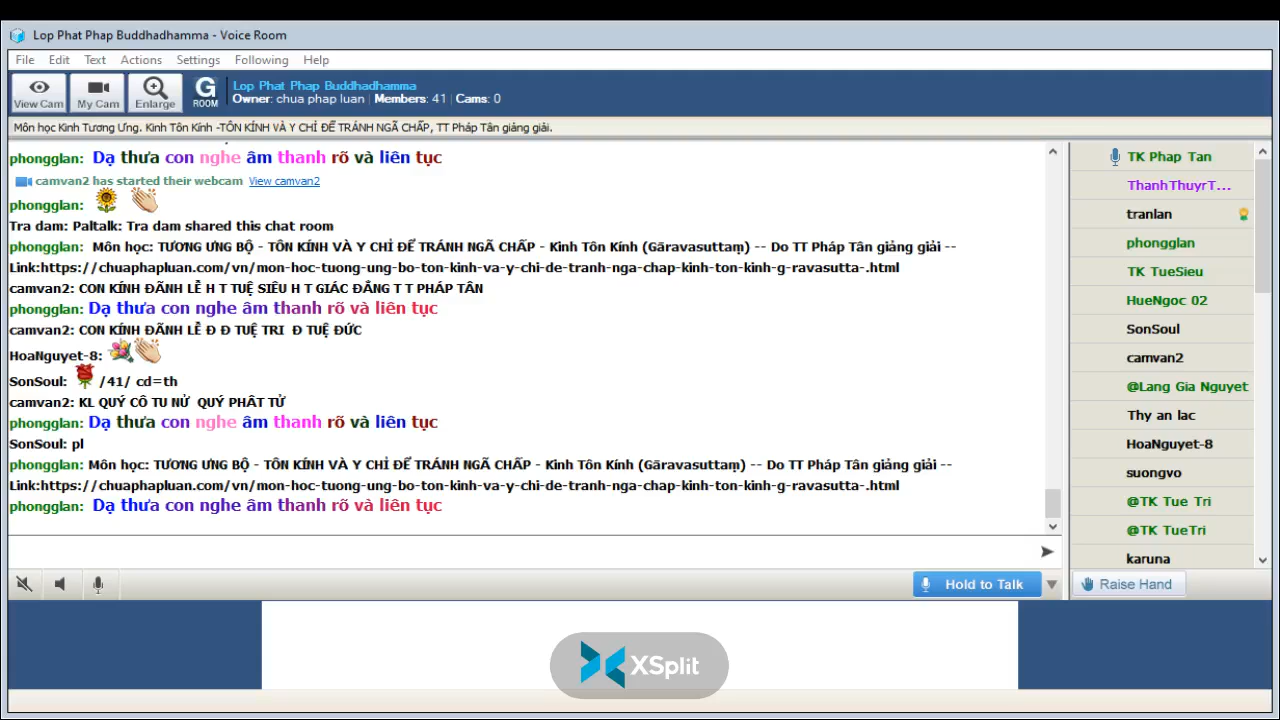 Lop Phat Phap Buddhadhamma - Voice Room
File Edit Text Actions Settings Following Help
View Cam My Cam Enlarge G ROOM
Lop Phat Phap Buddhadhamma
Owner: chua phap luan | Members: 41 | Cams: 0
Môn học Kinh Tương Ưng. Kinh Tôn Kính -TÔN KÍNH VÀ Y CHỈ ĐỂ TRÁNH NGÃ CHẤP, TT Pháp Tân giảng giải.
phongglan: Dạ thưa con nghe âm thanh rõ và liên tục
camvan2 has started their webcam View camvan2
phongglan:
Tra dam: Paltalk: Tra dam shared this chat room
phongglan: Môn học: TƯƠNG ƯNG BỘ - TÔN KÍNH VÀ Y CHỈ ĐỂ TRÁNH NGÃ CHẤP - Kinh Tôn Kính (Gāravasuttaṃ) -- Do TT Pháp Tân giảng giải --
Link:https://chuaphapluan.com/vn/mon-hoc-tuong-ung-bo-ton-kinh-va-y-chi-de-tranh-nga-chap-kinh-ton-kinh-g-ravasutta-.html
camvan2: CON KÍNH ĐÃNH LỄ H T TUỆ SIÊU H T GIÁC ĐẲNG T T PHÁP TÂN
phongglan: Dạ thưa con nghe âm thanh rõ và liên tục
camvan2: CON KÍNH ĐÃNH LỄ Đ Đ TUỆ TRI Đ TUỆ ĐỨC
HoaNguyet-8:
SonSoul: /41/ cd=th
camvan2: KL QUÝ CÔ TU NỬ QUÝ PHÂT TỬ
phongglan: Dạ thưa con nghe âm thanh rõ và liên tục
SonSoul: pl
phongglan: Môn học: TƯƠNG ƯNG BỘ - TÔN KÍNH VÀ Y CHỈ ĐỂ TRÁNH NGÃ CHẤP - Kinh Tôn Kính (Gāravasuttaṃ) -- Do TT Pháp Tân giảng giải --
Link:https://chuaphapluan.com/vn/mon-hoc-tuong-ung-bo-ton-kinh-va-y-chi-de-tranh-nga-chap-kinh-ton-kinh-g-ravasutta-.html
phongglan: Dạ thưa con nghe âm thanh rõ và liên tục
TK Phap Tan
ThanhThuyrT...
tranlan
phongglan
TK TueSieu
HueNgoc 02
SonSoul
camvan2
@Lang Gia Nguyet
Thy an lac
HoaNguyet-8
suongvo
@TK Tue Tri
@TK TueTri
karuna
Hold to Talk
Raise Hand
XSplit